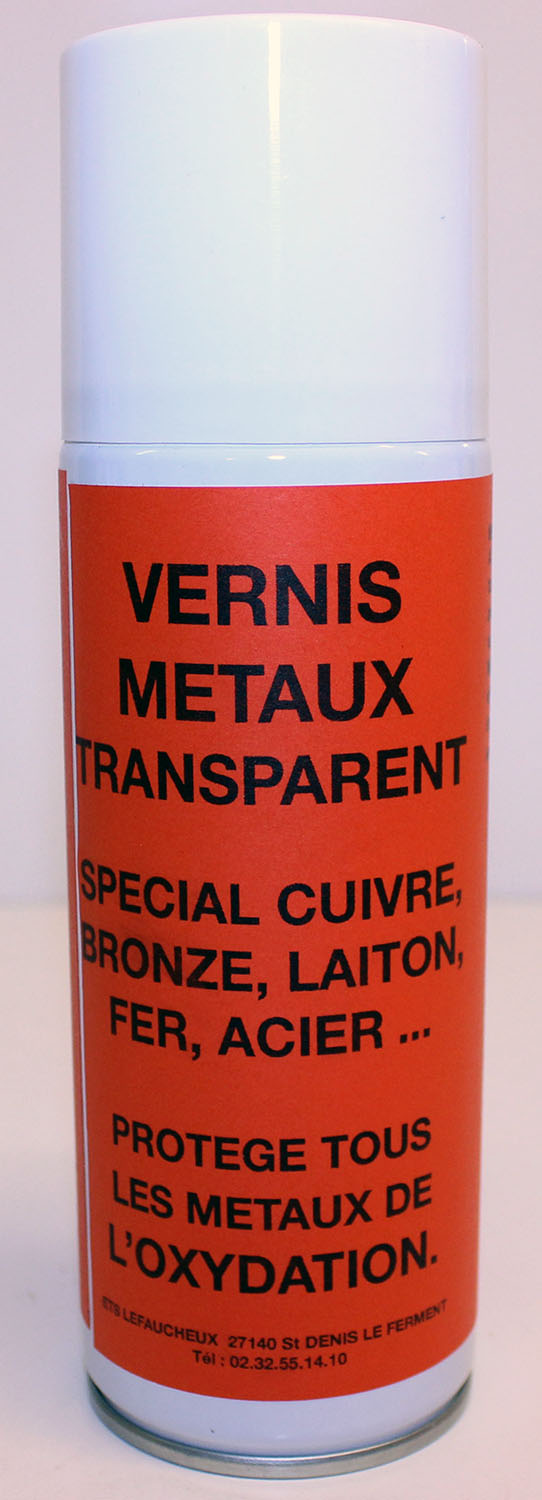 VERNIS
METAUX
TRANSPARENT
SPECIAL CUIVRE,
BRONZE, LAITON,
FER, ACIER ...
PROTEGE TOUS
LES METAUX DE
L'OXYDATION.
ETS LEFAUCHEUX 27140 St DENIS LE FERMENT
Tél : 02.32.55.14.10